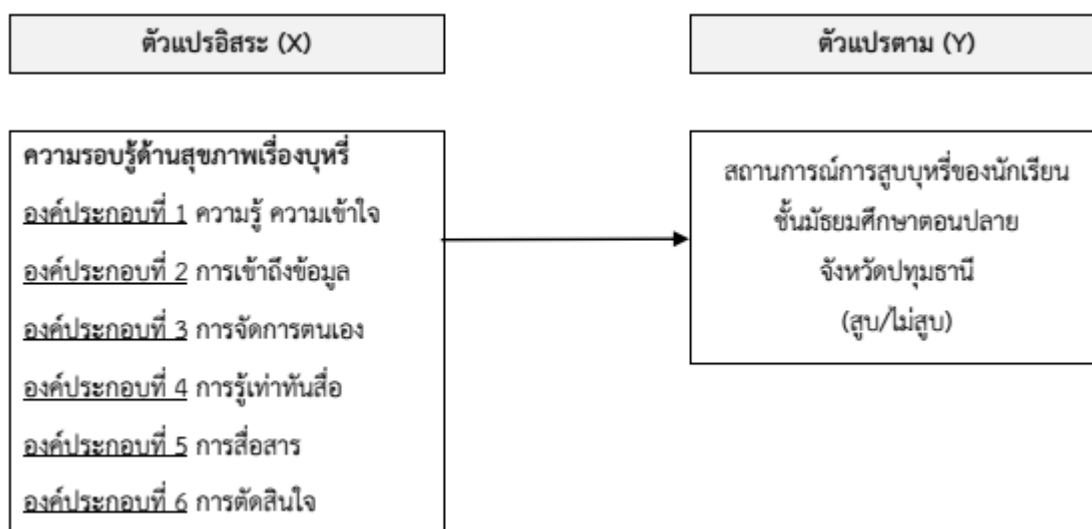 ตัวแปรอิสระ (X)
ตัวแปรตาม (Y)
ความรอบรู้ด้านสุขภาพเรื่องบุหรี่
องค์ประกอบที่ 1 ความรู้ ความเข้าใจ
องค์ประกอบที่ 2 การเข้าถึงข้อมูล
องค์ประกอบที่ 3 การจัดการตนเอง
องค์ประกอบที่ 4 การรู้เท่าทันสื่อ
องค์ประกอบที่ 5 การสื่อสาร
องค์ประกอบที่ 6 การตัดสินใจ
สถานการณ์การสูบบุหรี่ของนักเรียน
ชั้นมัธยมศึกษาตอนปลาย
จังหวัดปทุมธานี
(สูบ/ไม่สูบ)